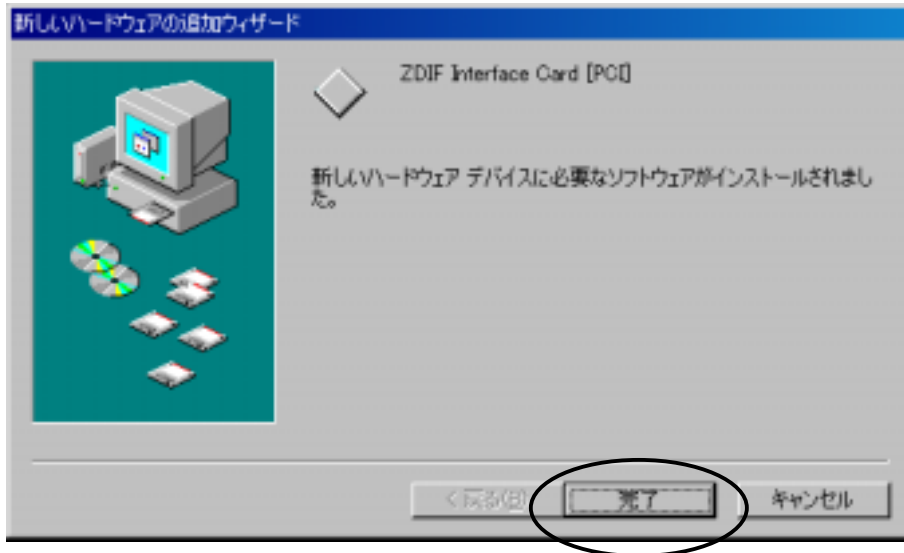 新しいハードウェアの追加ウィザード
ZDIF Interface Card [PCI]
新しいハードウェア デバイスに必要なソフトウェアがインストールされまし
た。
< 戻る(B)
完了
キャンセル